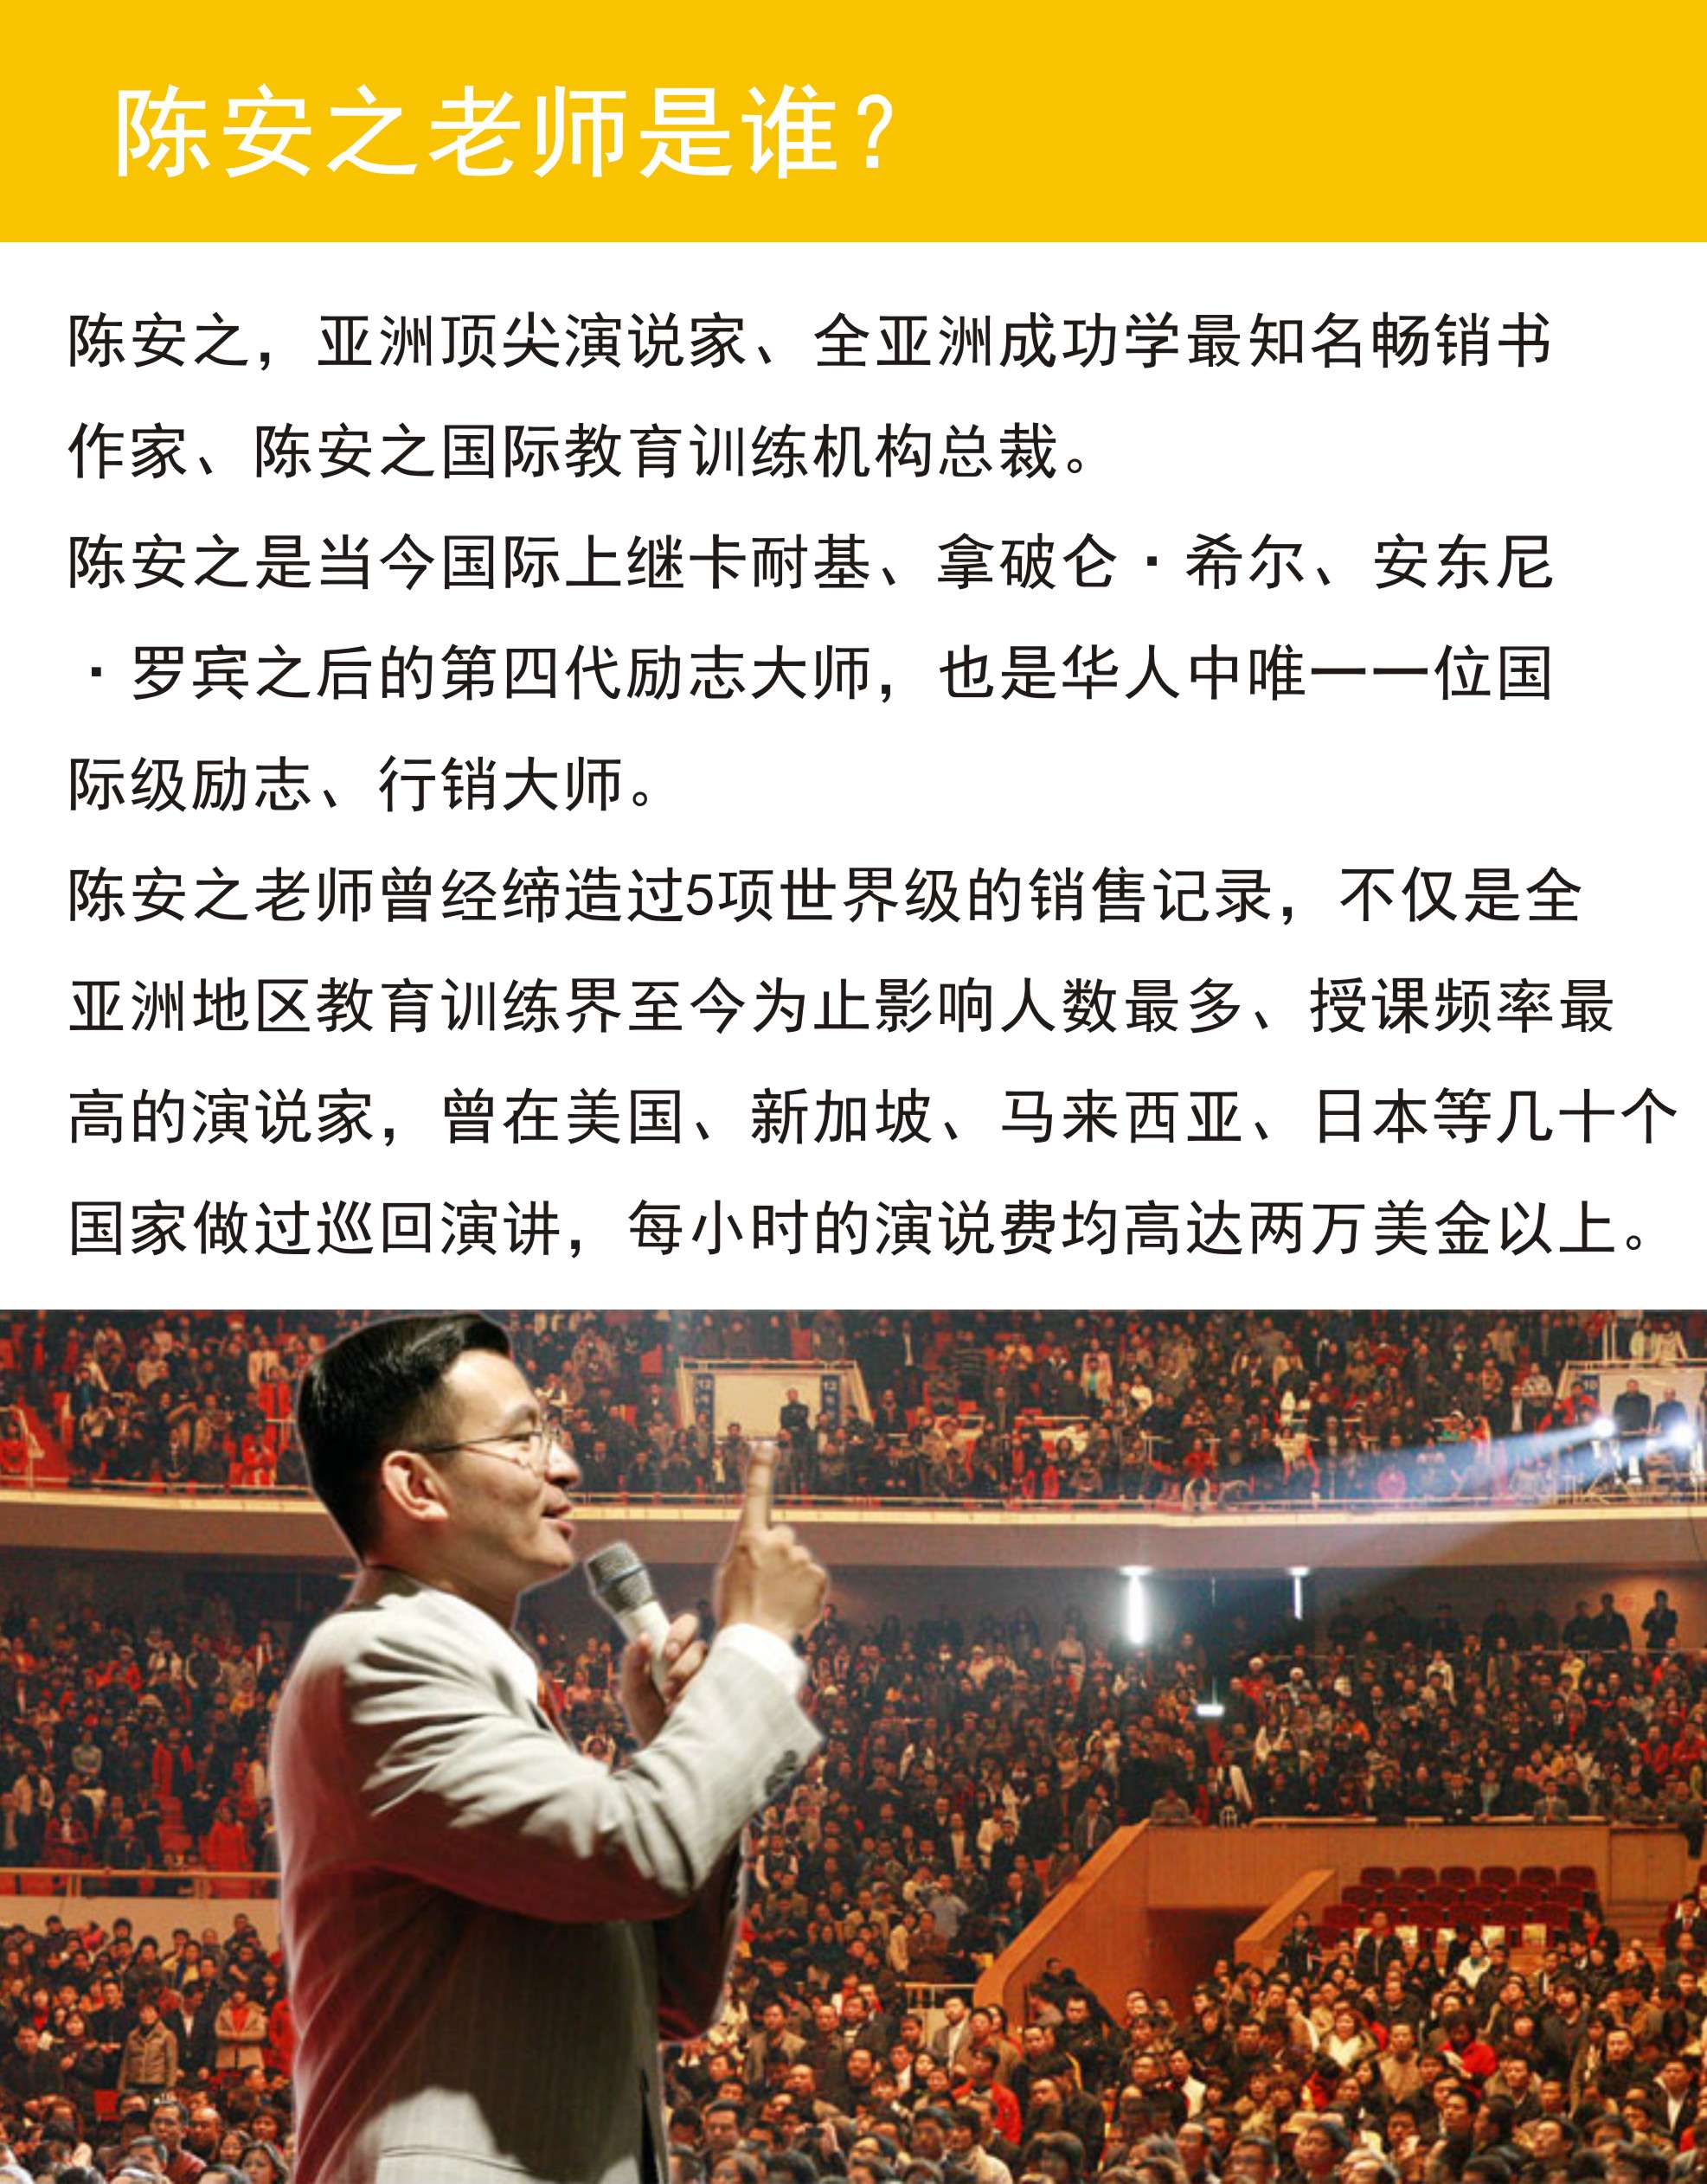 陈安之老师是谁?
陈安之，亚洲顶尖演说家、全亚洲成功学最知名畅销书
作家、陈安之国际教育训练机构总裁。
陈安之是当今国际上继卡耐基、拿破仑·希尔、安东尼
·罗宾之后的第四代励志大师，也是华人中唯一一位国
际级励志、行销大师。
陈安之老师曾经缔造过5项世界级的销售记录，不仅是全
亚洲地区教育训练界至今为止影响人数最多、授课频率最
高的演说家，曾在美国、新加坡、马来西亚、日本等几十个
国家做过巡回演讲，每小时的演说费均高达两万美金以上。